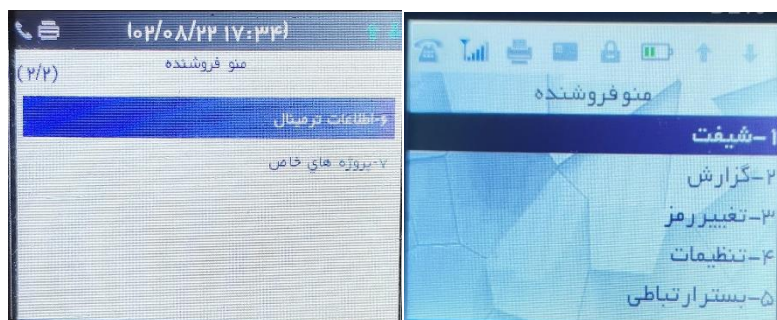 (۰۲/۰۸/۲۲ ۱۷:۳۴)
منو فروشنده
(۲/۲)
۶-اطلاعات ترمینال
۷-پروژه های خاص
منو فروشنده
۱-شیفت
۲-گزارش
۳-تغییر رمز
۴-تنظیمات
۵-بستر ارتباطی